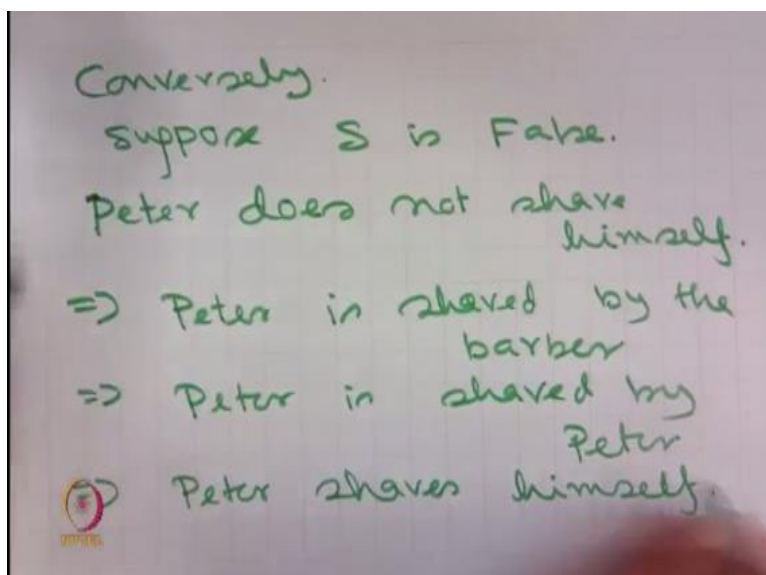 Conversely.
suppose S is False.
Peter does not shave
himself.
=> Peter is shaved by the
barber
=> Peter is shaved by
Peter
=> Peter shaves himself.
NPTEL